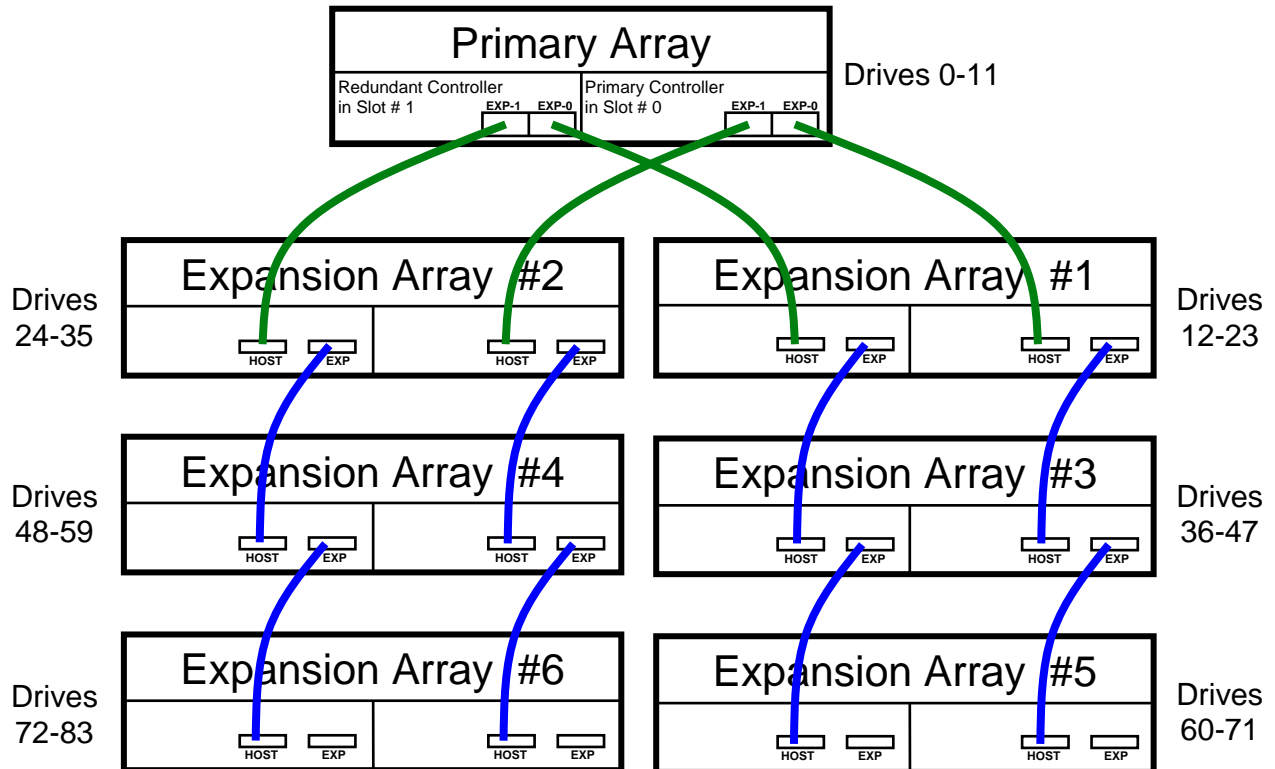 Primary Array
Drives 0-11
Redundant Controller
in Slot # 1
EXP-1 EXP-0
Primary Controller
in Slot # 0
EXP-1 EXP-0
Expansion Array #2
Drives
24-35
HOST EXP
HOST EXP
Expansion Array #1
Drives
12-23
HOST EXP
HOST EXP
Expansion Array #4
Drives
48-59
HOST EXP
HOST EXP
Expansion Array #3
Drives
36-47
HOST EXP
HOST EXP
Expansion Array #6
Drives
72-83
HOST EXP
HOST EXP
Expansion Array #5
Drives
60-71
HOST EXP
HOST EXP